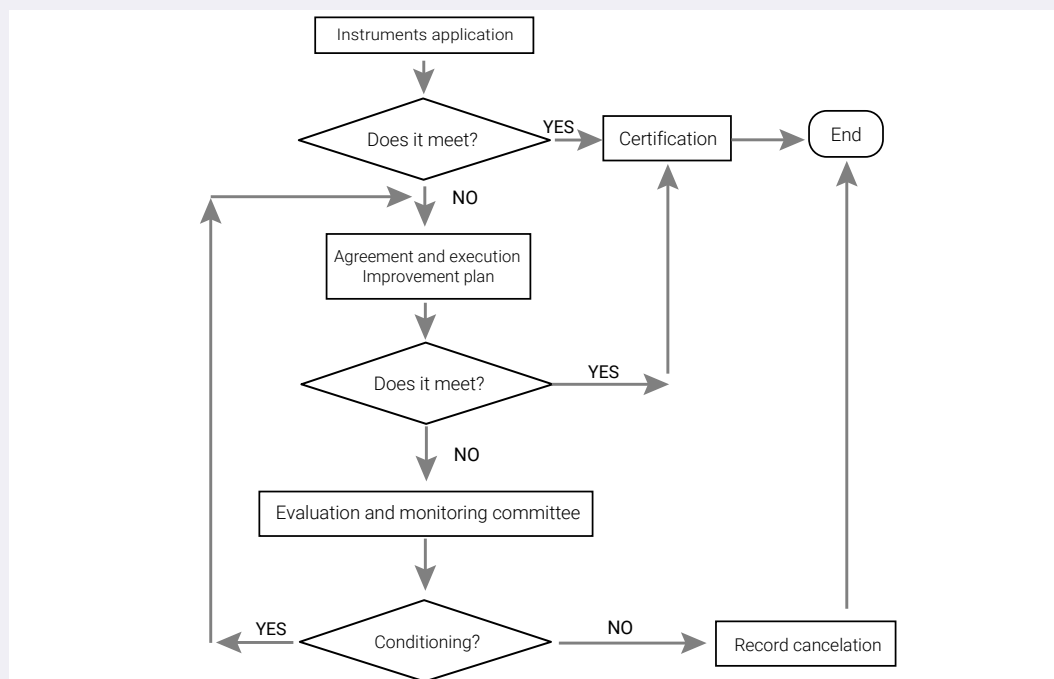 Instruments application
Does it meet?
YES
Certification
End
NO
Agreement and execution
Improvement plan
Does it meet?
YES
NO
Evaluation and monitoring committee
YES
Conditioning?
NO
Record cancelation